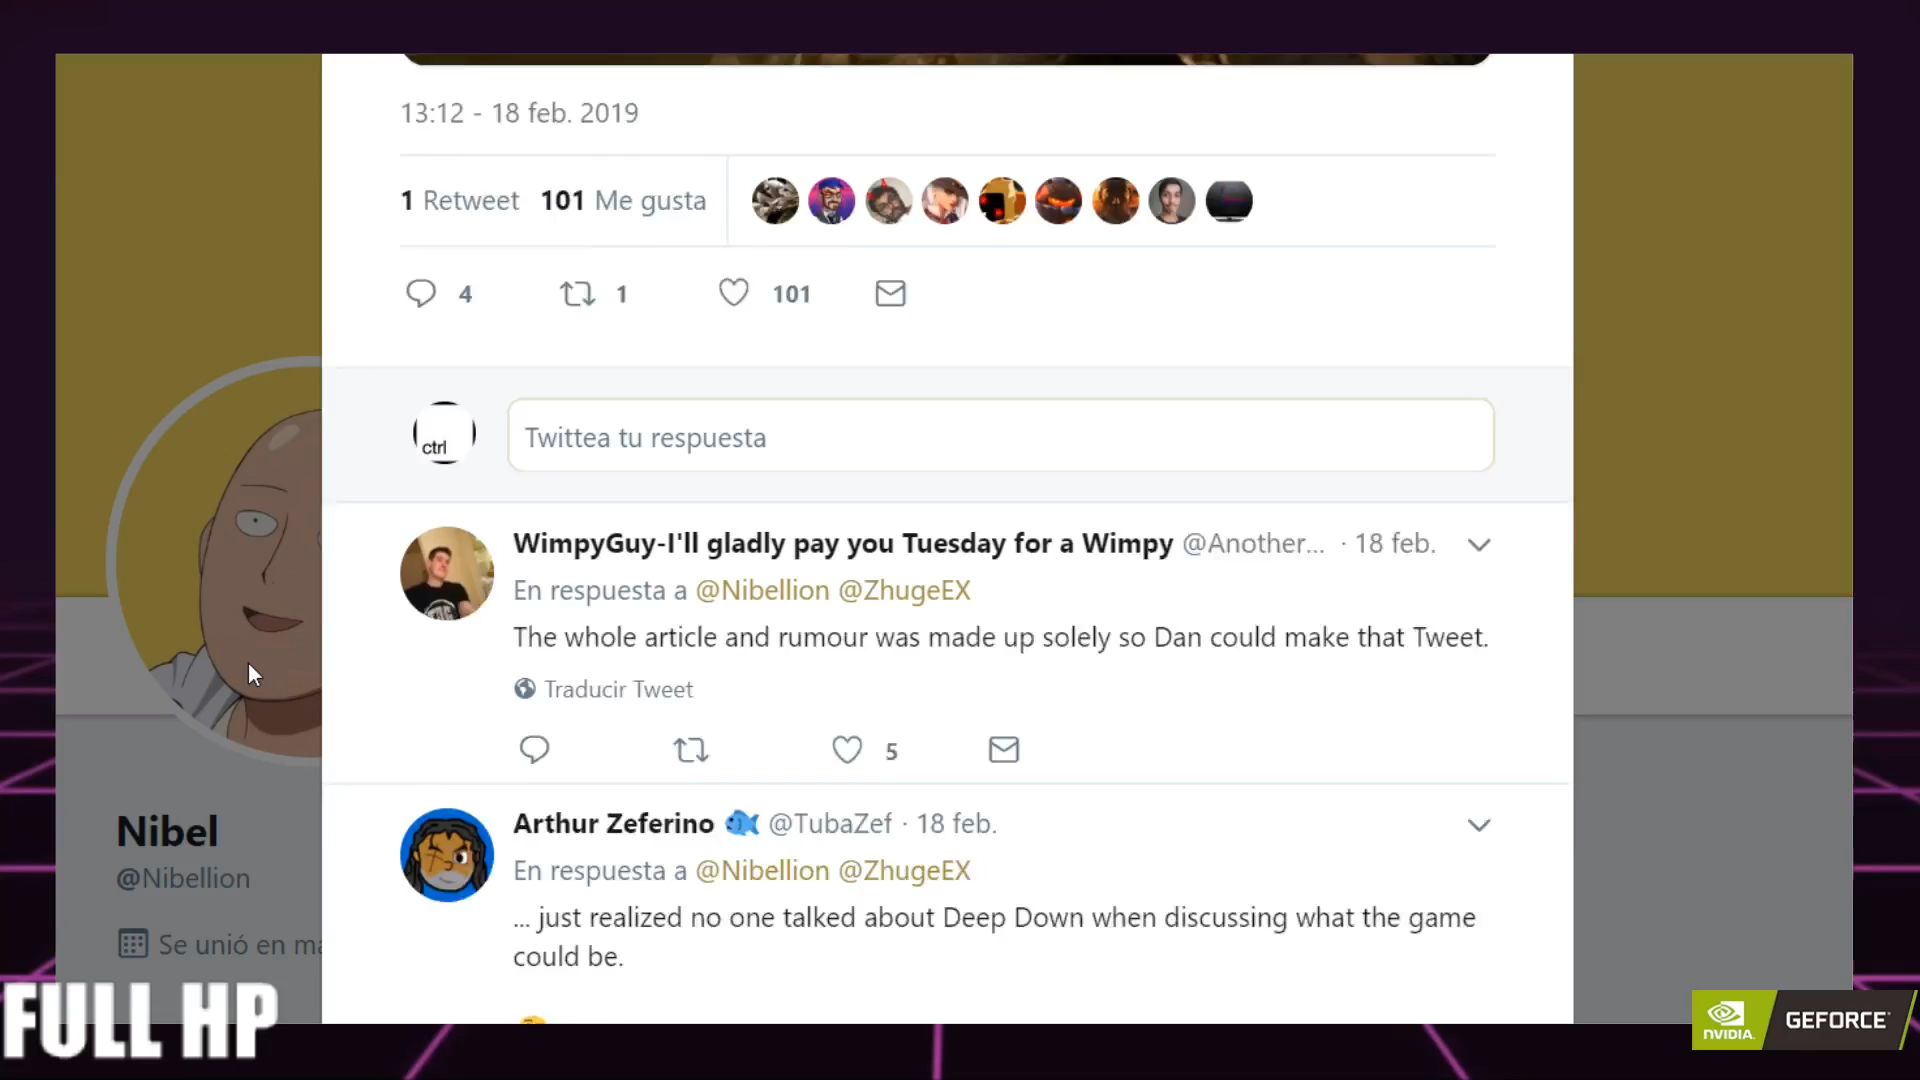 13:12 - 18 feb. 2019
1 Retweet 101 Me gusta
4 1 101
ctrl
Twittea tu respuesta
WimpyGuy-I'll gladly pay you Tuesday for a Wimpy @Another... · 18 feb.
En respuesta a @Nibellion @ZhugeEX
The whole article and rumour was made up solely so Dan could make that Tweet.
Traducir Tweet
5
Arthur Zeferino @TubaZef · 18 feb.
En respuesta a @Nibellion @ZhugeEX
... just realized no one talked about Deep Down when discussing what the game
could be.
Nibel
@Nibellion
Se unió en ma
FULL HP
NVIDIA.
GEFORCE